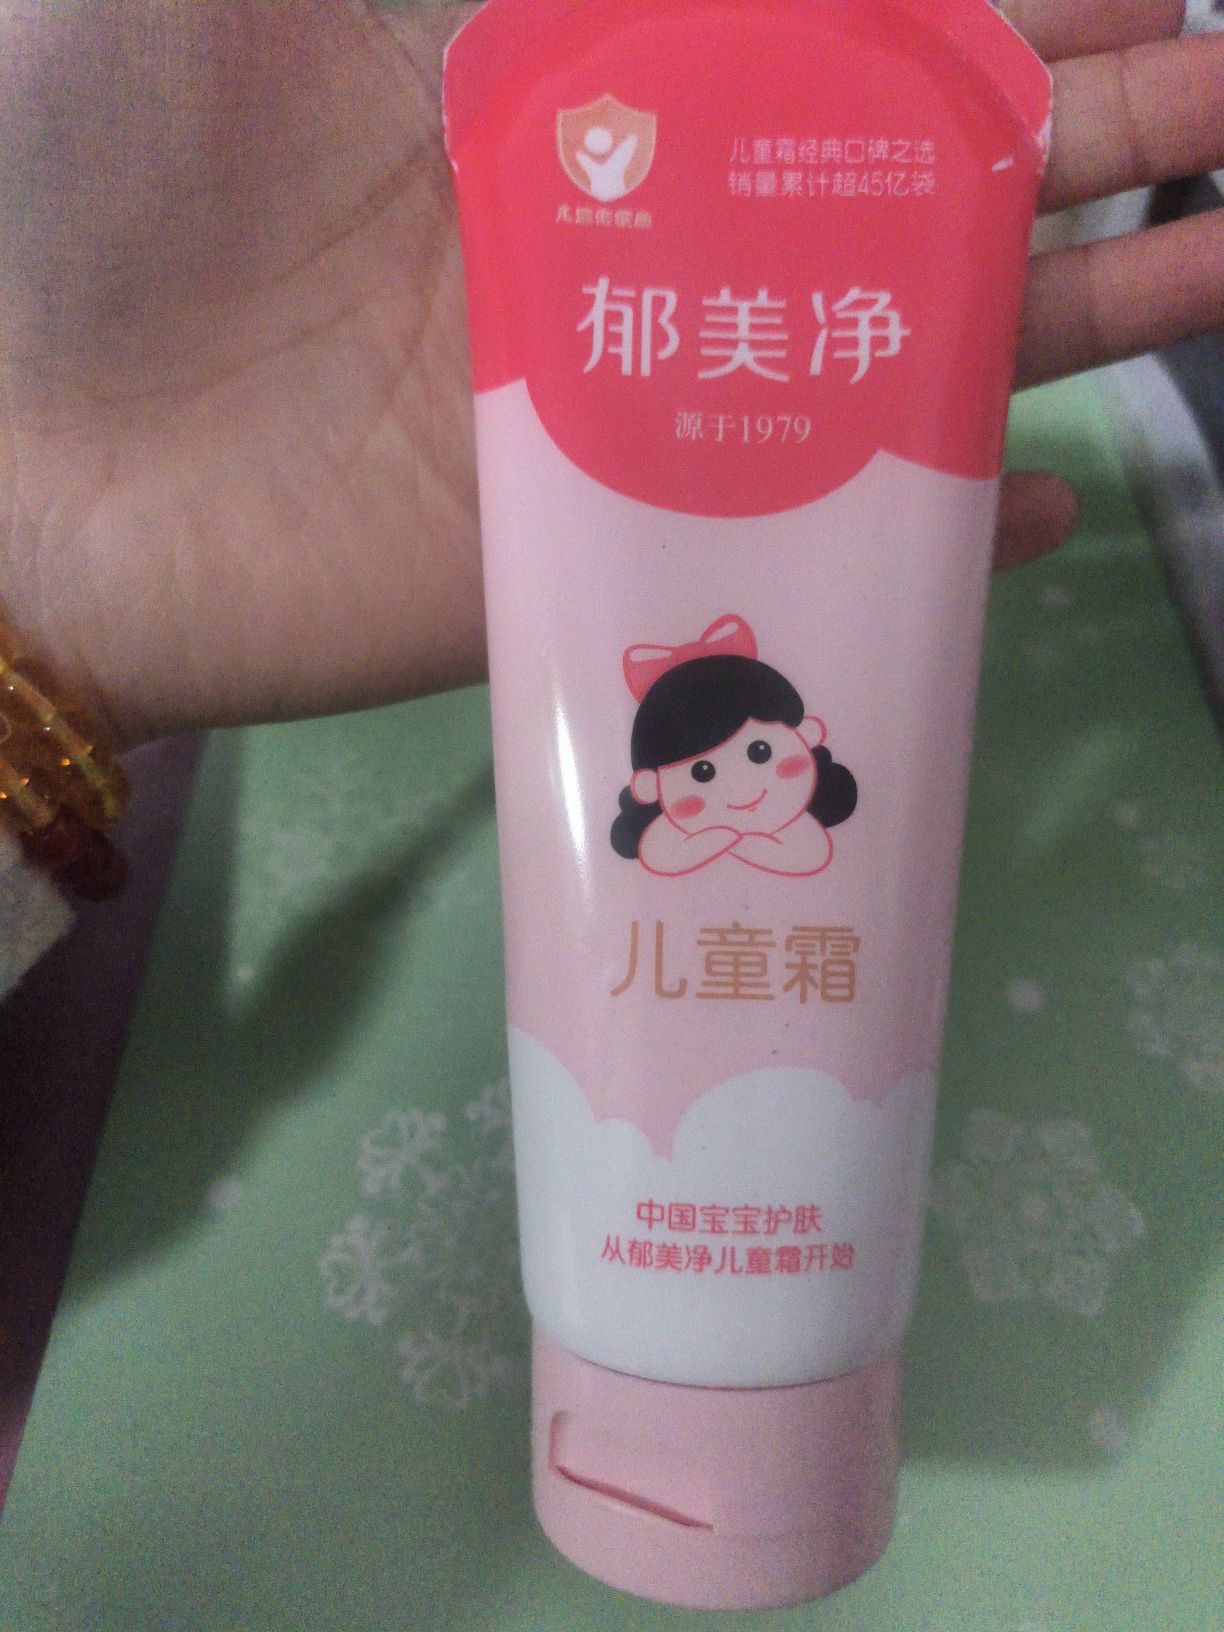 儿童霜经典口碑之选
销量累计超45亿袋
郁美净
源于1979
儿童霜
中国宝宝护肤
从郁美净儿童霜开始